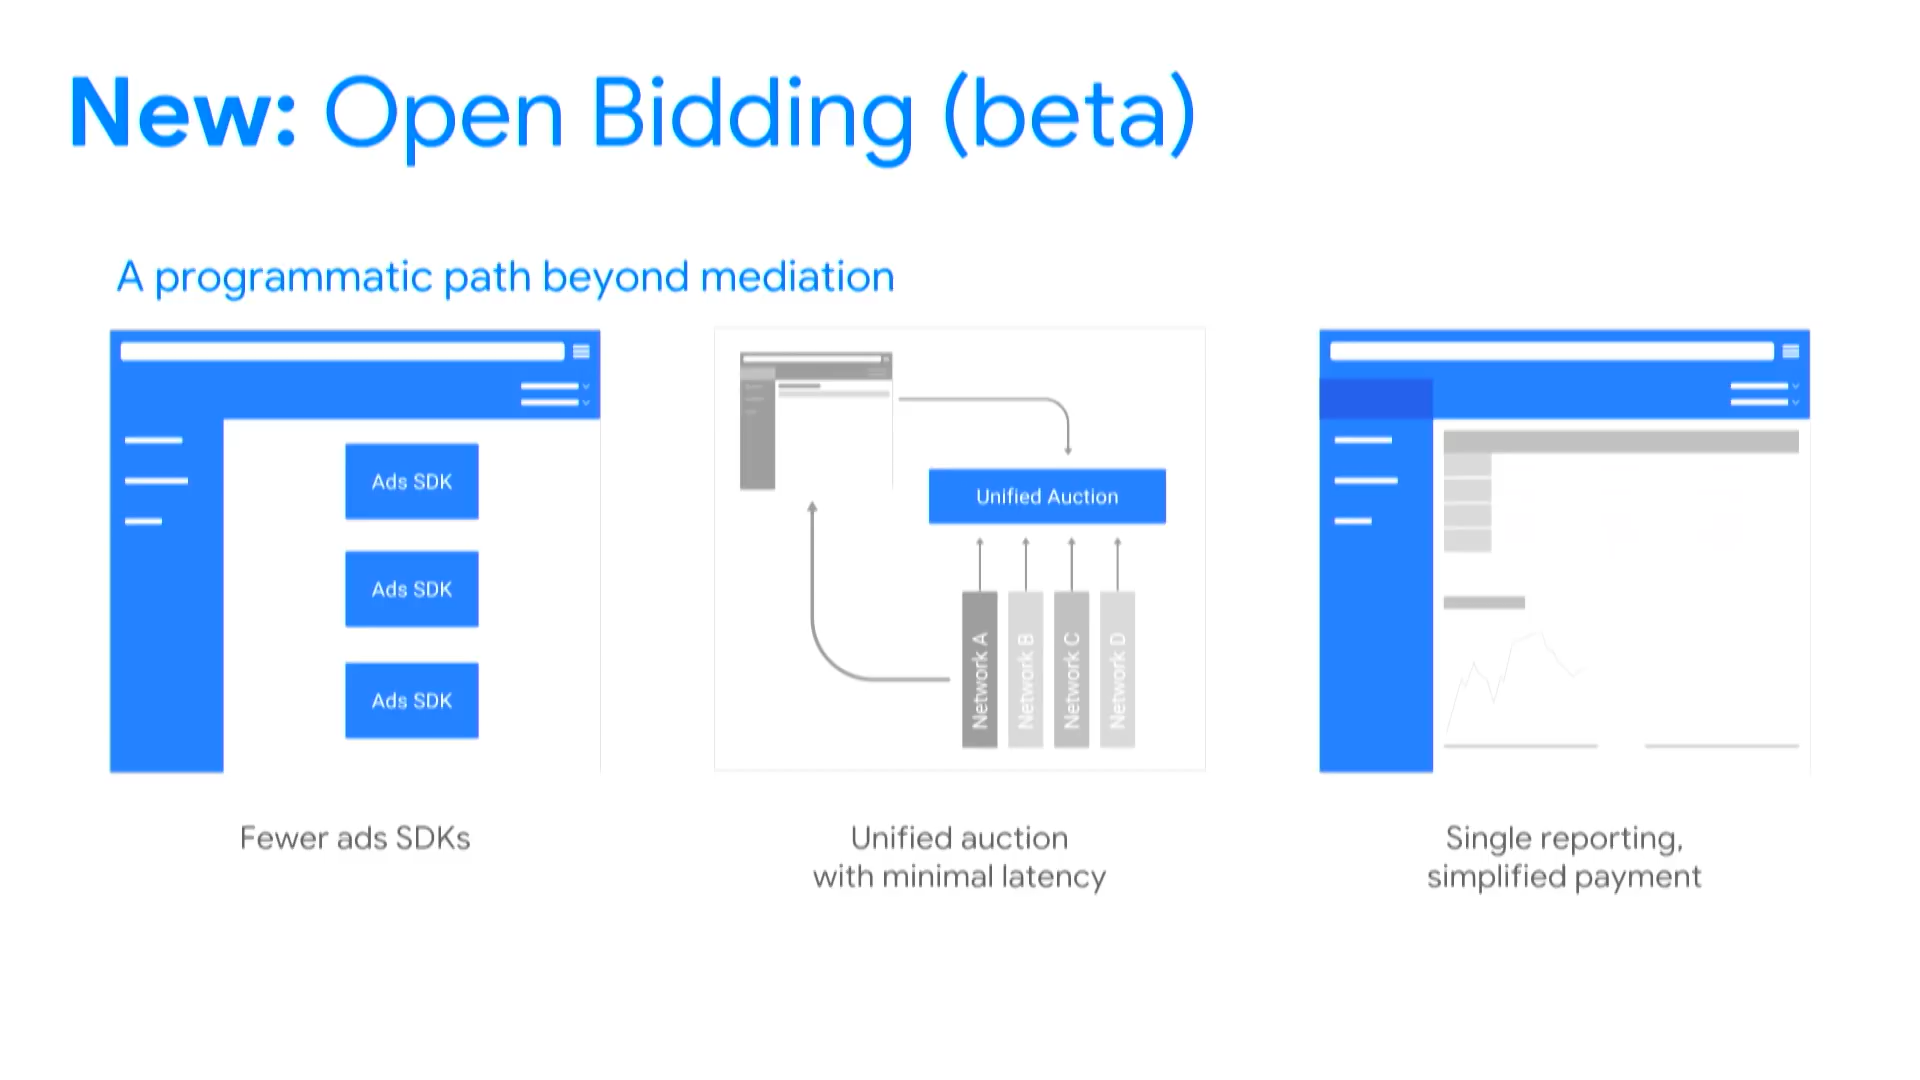 New: Open Bidding (beta)
A programmatic path beyond mediation
Ads SDK
Ads SDK
Ads SDK
Fewer ads SDKs
Unified Auction
Network A
Network B
Network C
Network D
Unified auction
with minimal latency
Single reporting,
simplified payment